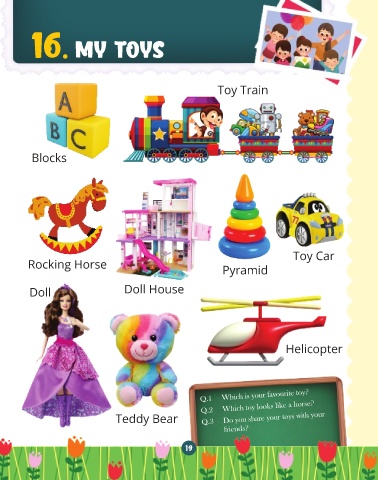 16. MY TOYS
Toy Train
A
B C
Blocks
Rocking Horse
Doll House
Pyramid
Toy Car
Doll
Helicopter
Teddy Bear
Q.1 Which is your favourite toy?
Q.2 Which toy looks like a horse?
Q.3 Do you share your toys with your
friends?
19